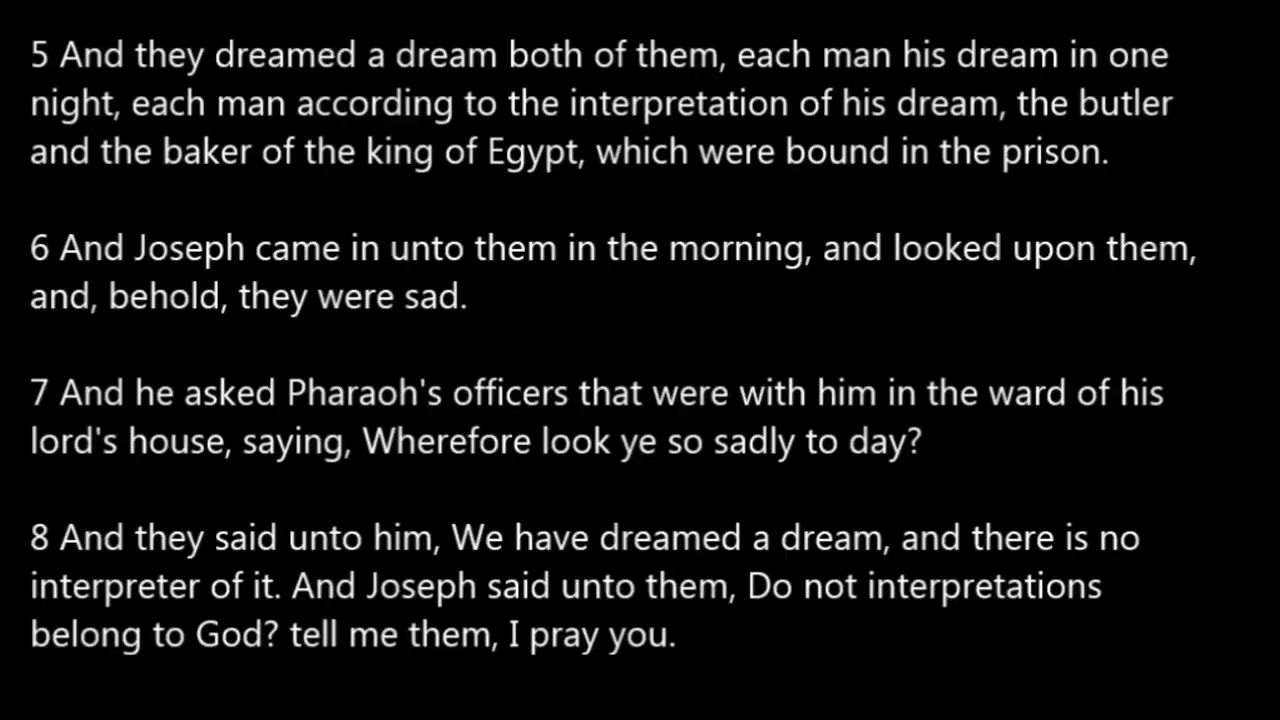 5 And they dreamed a dream both of them, each man his dream in one
night, each man according to the interpretation of his dream, the butler
and the baker of the king of Egypt, which were bound in the prison.
6 And Joseph came in unto them in the morning, and looked upon them,
and, behold, they were sad.
7 And he asked Pharaoh's officers that were with him in the ward of his
lord's house, saying, Wherefore look ye so sadly to day?
8 And they said unto him, We have dreamed a dream, and there is no
interpreter of it. And Joseph said unto them, Do not interpretations
belong to God? tell me them, I pray you.